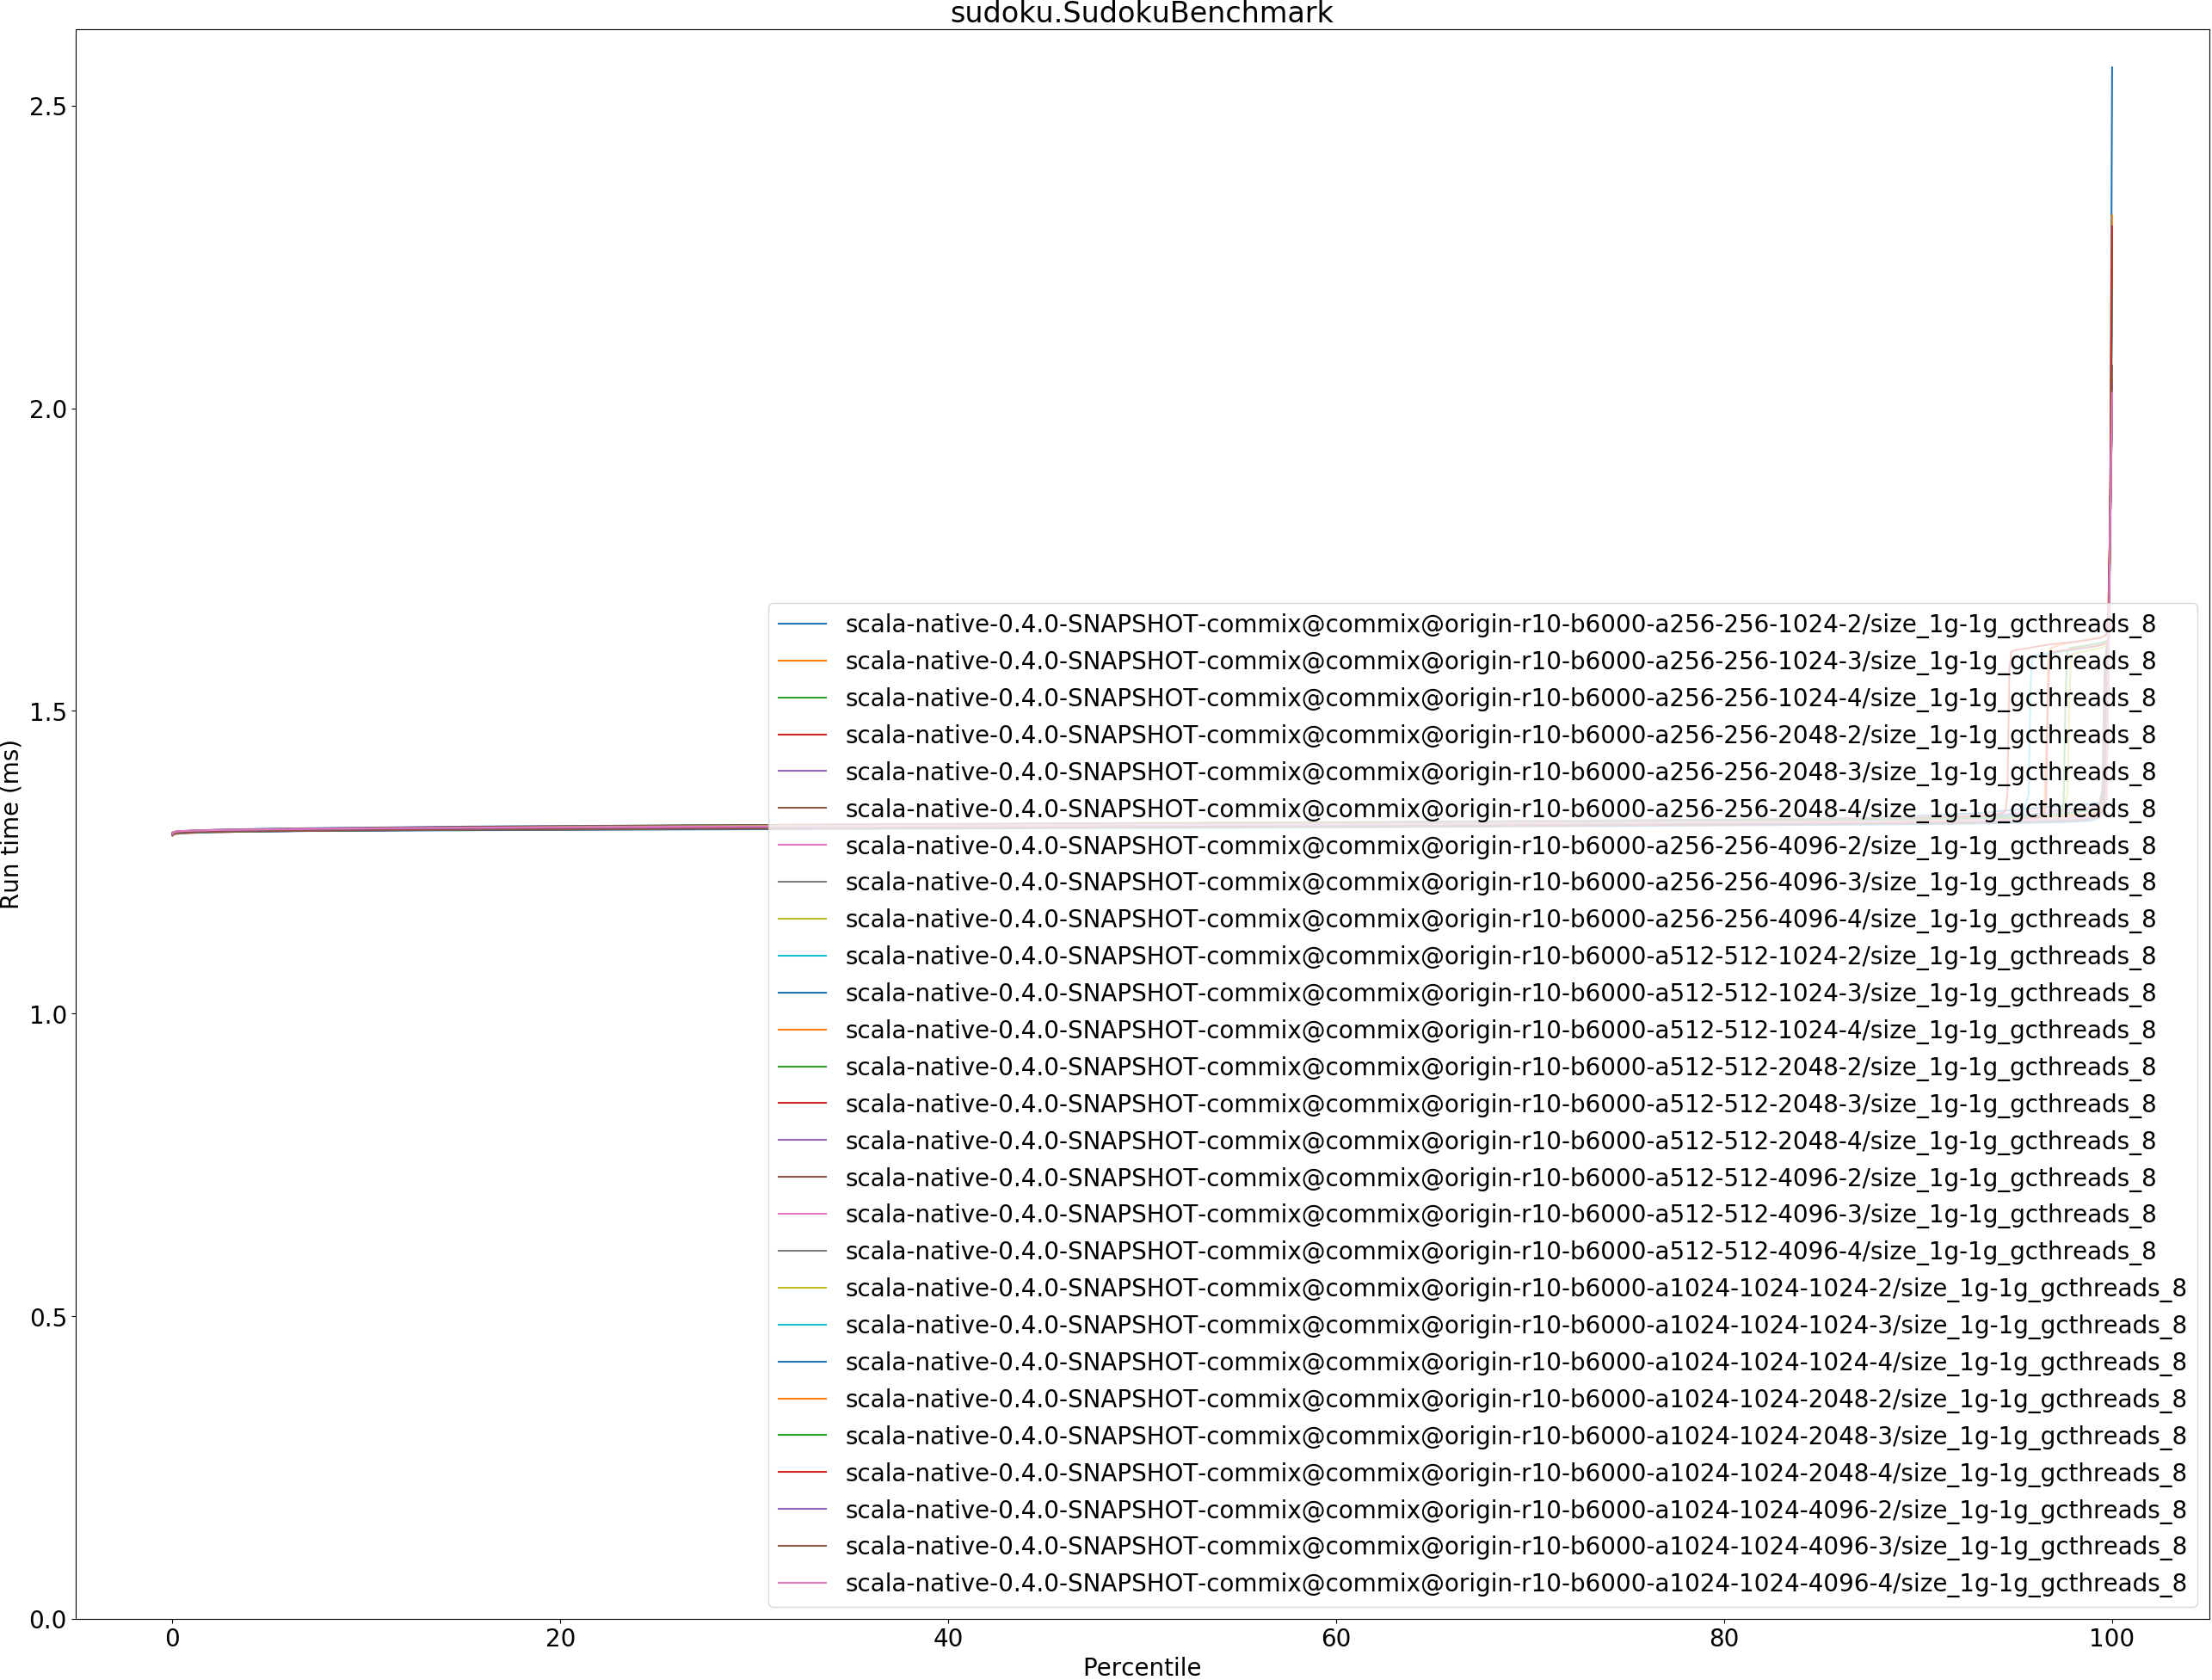 sudoku.SudokuBenchmark
2.5
2.0
1.5
1.0
0.5
0.0
Run time (ms)
scala-native-0.4.0-SNAPSHOT-commix@commix@origin-r10-b6000-a256-256-1024-2/size_1g-1g_gcthreads_8
scala-native-0.4.0-SNAPSHOT-commix@commix@origin-r10-b6000-a256-256-1024-3/size_1g-1g_gcthreads_8
scala-native-0.4.0-SNAPSHOT-commix@commix@origin-r10-b6000-a256-256-1024-4/size_1g-1g_gcthreads_8
scala-native-0.4.0-SNAPSHOT-commix@commix@origin-r10-b6000-a256-256-2048-2/size_1g-1g_gcthreads_8
scala-native-0.4.0-SNAPSHOT-commix@commix@origin-r10-b6000-a256-256-2048-3/size_1g-1g_gcthreads_8
scala-native-0.4.0-SNAPSHOT-commix@commix@origin-r10-b6000-a256-256-2048-4/size_1g-1g_gcthreads_8
scala-native-0.4.0-SNAPSHOT-commix@commix@origin-r10-b6000-a256-256-4096-2/size_1g-1g_gcthreads_8
scala-native-0.4.0-SNAPSHOT-commix@commix@origin-r10-b6000-a256-256-4096-3/size_1g-1g_gcthreads_8
scala-native-0.4.0-SNAPSHOT-commix@commix@origin-r10-b6000-a256-256-4096-4/size_1g-1g_gcthreads_8
scala-native-0.4.0-SNAPSHOT-commix@commix@origin-r10-b6000-a512-512-1024-2/size_1g-1g_gcthreads_8
scala-native-0.4.0-SNAPSHOT-commix@commix@origin-r10-b6000-a512-512-1024-3/size_1g-1g_gcthreads_8
scala-native-0.4.0-SNAPSHOT-commix@commix@origin-r10-b6000-a512-512-1024-4/size_1g-1g_gcthreads_8
scala-native-0.4.0-SNAPSHOT-commix@commix@origin-r10-b6000-a512-512-2048-2/size_1g-1g_gcthreads_8
scala-native-0.4.0-SNAPSHOT-commix@commix@origin-r10-b6000-a512-512-2048-3/size_1g-1g_gcthreads_8
scala-native-0.4.0-SNAPSHOT-commix@commix@origin-r10-b6000-a512-512-2048-4/size_1g-1g_gcthreads_8
scala-native-0.4.0-SNAPSHOT-commix@commix@origin-r10-b6000-a512-512-4096-2/size_1g-1g_gcthreads_8
scala-native-0.4.0-SNAPSHOT-commix@commix@origin-r10-b6000-a512-512-4096-3/size_1g-1g_gcthreads_8
scala-native-0.4.0-SNAPSHOT-commix@commix@origin-r10-b6000-a512-512-4096-4/size_1g-1g_gcthreads_8
scala-native-0.4.0-SNAPSHOT-commix@commix@origin-r10-b6000-a1024-1024-1024-2/size_1g-1g_gcthreads_8
scala-native-0.4.0-SNAPSHOT-commix@commix@origin-r10-b6000-a1024-1024-1024-3/size_1g-1g_gcthreads_8
scala-native-0.4.0-SNAPSHOT-commix@commix@origin-r10-b6000-a1024-1024-1024-4/size_1g-1g_gcthreads_8
scala-native-0.4.0-SNAPSHOT-commix@commix@origin-r10-b6000-a1024-1024-2048-2/size_1g-1g_gcthreads_8
scala-native-0.4.0-SNAPSHOT-commix@commix@origin-r10-b6000-a1024-1024-2048-3/size_1g-1g_gcthreads_8
scala-native-0.4.0-SNAPSHOT-commix@commix@origin-r10-b6000-a1024-1024-2048-4/size_1g-1g_gcthreads_8
scala-native-0.4.0-SNAPSHOT-commix@commix@origin-r10-b6000-a1024-1024-4096-2/size_1g-1g_gcthreads_8
scala-native-0.4.0-SNAPSHOT-commix@commix@origin-r10-b6000-a1024-1024-4096-3/size_1g-1g_gcthreads_8
scala-native-0.4.0-SNAPSHOT-commix@commix@origin-r10-b6000-a1024-1024-4096-4/size_1g-1g_gcthreads_8
0 20 40 60 80 100
Percentile